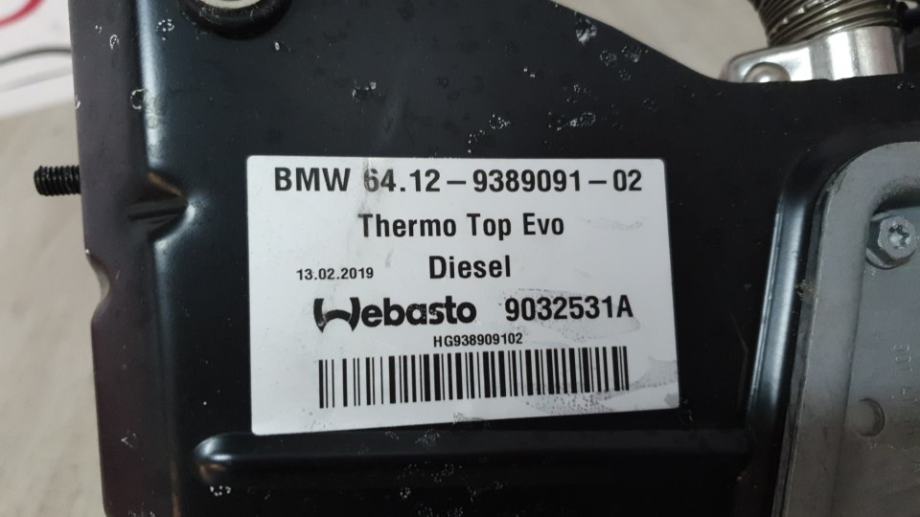 BMW 64.12-9389091-02
Thermo Top Evo
13.02.2019 Diesel
Webasto 9032531A
HG938909102